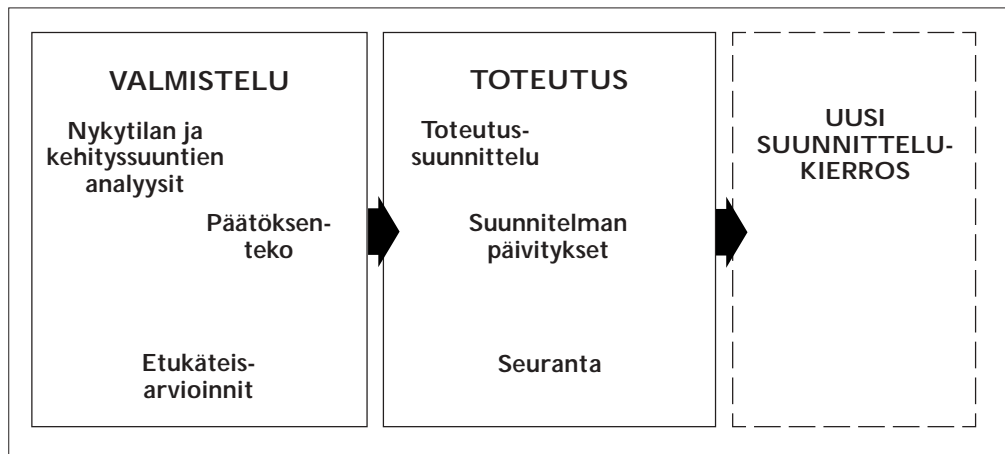 VALMISTELU
Nykytilan ja
kehityssuuntien
analyysit
Päätöksen-
teko
Etukäteis-
arvioinnit
TOTEUTUS
Toteutus-
suunnittelu
Suunnitelman
päivitykset
Seuranta
UUSI
SUUNNITTELU-
KIERROS